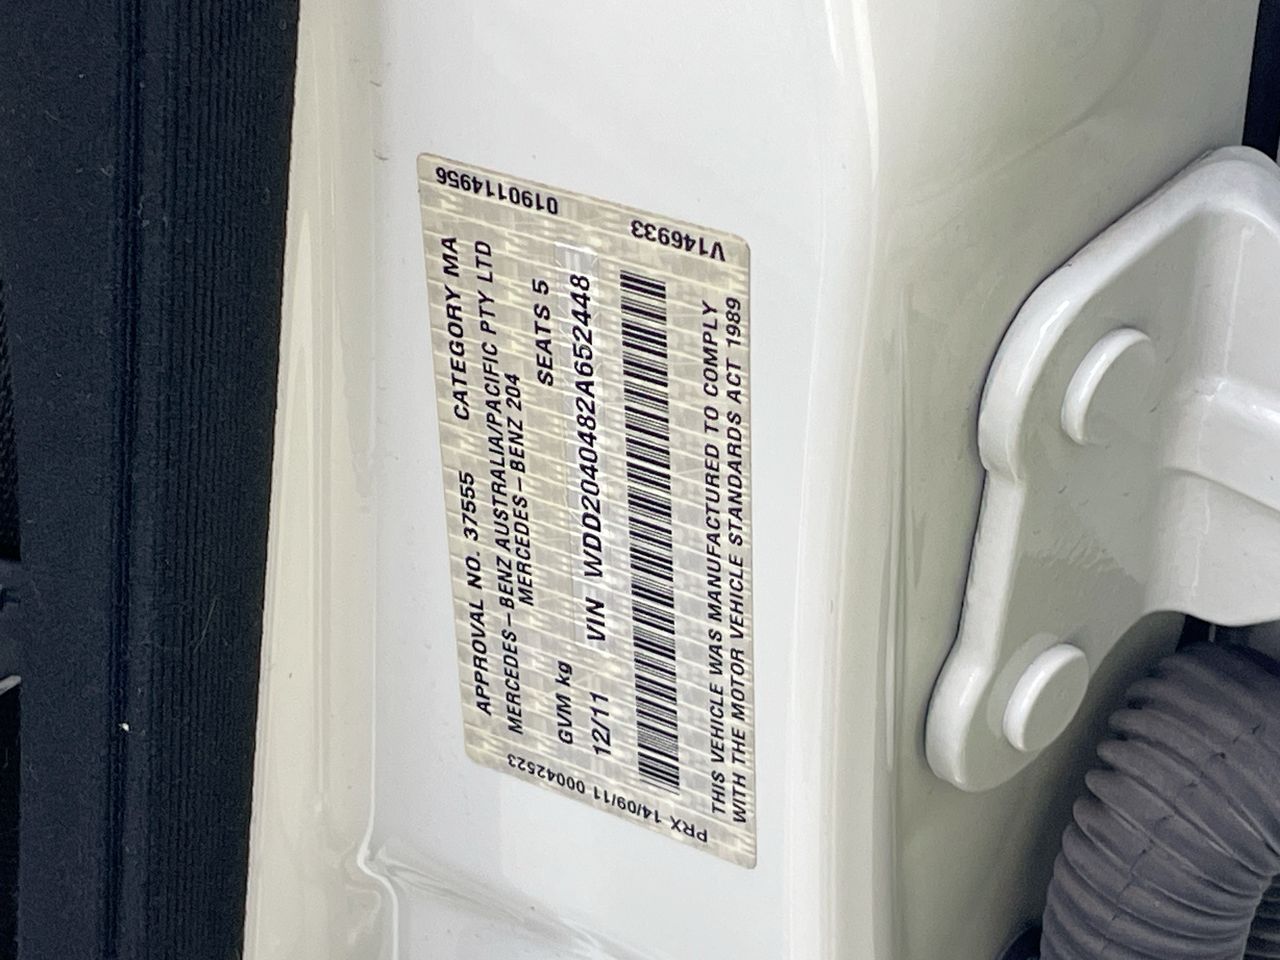 APPROVAL NO. 37555 CATEGORY MA
MERCEDES-BENZ AUSTRALIA/PACIFIC PTY LTD
MERCEDES-BENZ 204
GVM kg SEATS 5
12/11 VIN WDD2040482A652448
THIS VEHICLE WAS MANUFACTURED TO COMPLY
WITH THE MOTOR VEHICLE STANDARDS ACT 1989
0190114956
V146933
PRX 14/09/11 00042523